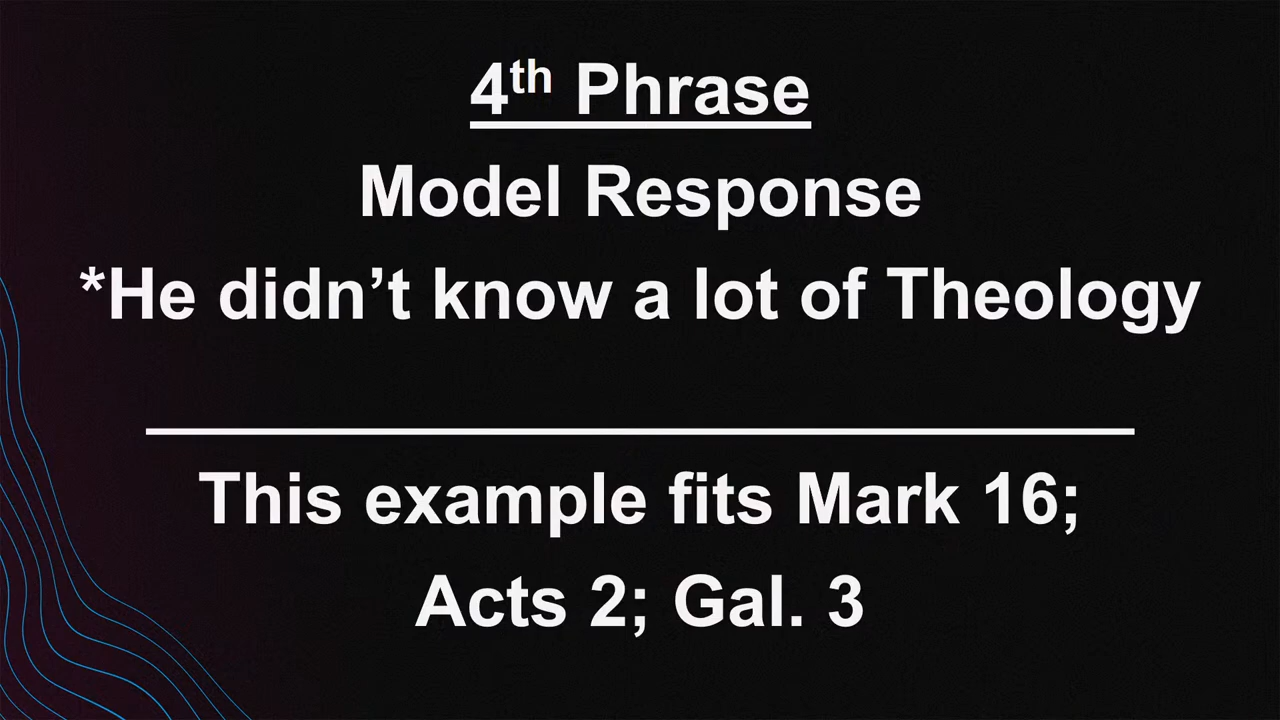 4th Phrase
Model Response
*He didn’t know a lot of Theology
This example fits Mark 16;
Acts 2; Gal. 3